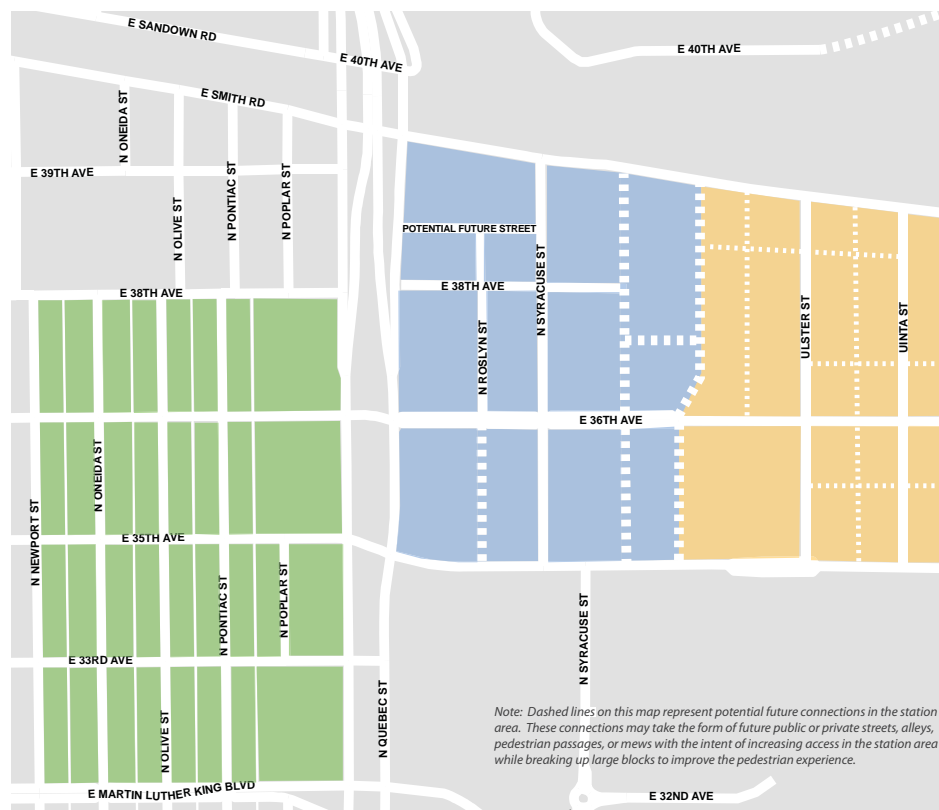 E SANDOWN RD
E 40TH AVE
E 40TH AVE
E SMITH RD
N ONEIDA ST
E 39TH AVE
N OLIVE ST
N PONTIAC ST
N POPLAR ST
POTENTIAL FUTURE STREET
N SYRACUSE ST
E 38TH AVE
E 38TH AVE
N ROSLYN ST
ULSTER ST
UINTA ST
E 36TH AVE
N ONEIDA ST
N NEWPORT ST
E 35TH AVE
N PONTIAC ST
N POPLAR ST
N SYRACUSE ST
E 33RD AVE
N OLIVE ST
N QUEBEC ST
Note: Dashed lines on this map represent potential future connections in the station
area. These connections may take the form of future public or private streets, alleys,
pedestrian passages, or mews with the intent of increasing access in the station area
while breaking up large blocks to improve the pedestrian experience.
E MARTIN LUTHER KING BLVD
E 32ND AVE